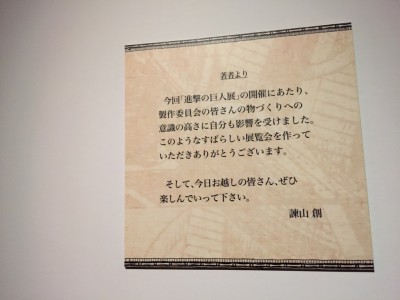 著者より
今回「進撃の巨人展」の開催にあたり、
製作委員会の皆さんの物づくりへの
意識の高さに自分も影響を受けました。
このようなすばらしい展覧会を作って
いただきありがとうございます。
そして、今日お越しの皆さん、ぜひ
楽しんでいって下さい。
諫山 創